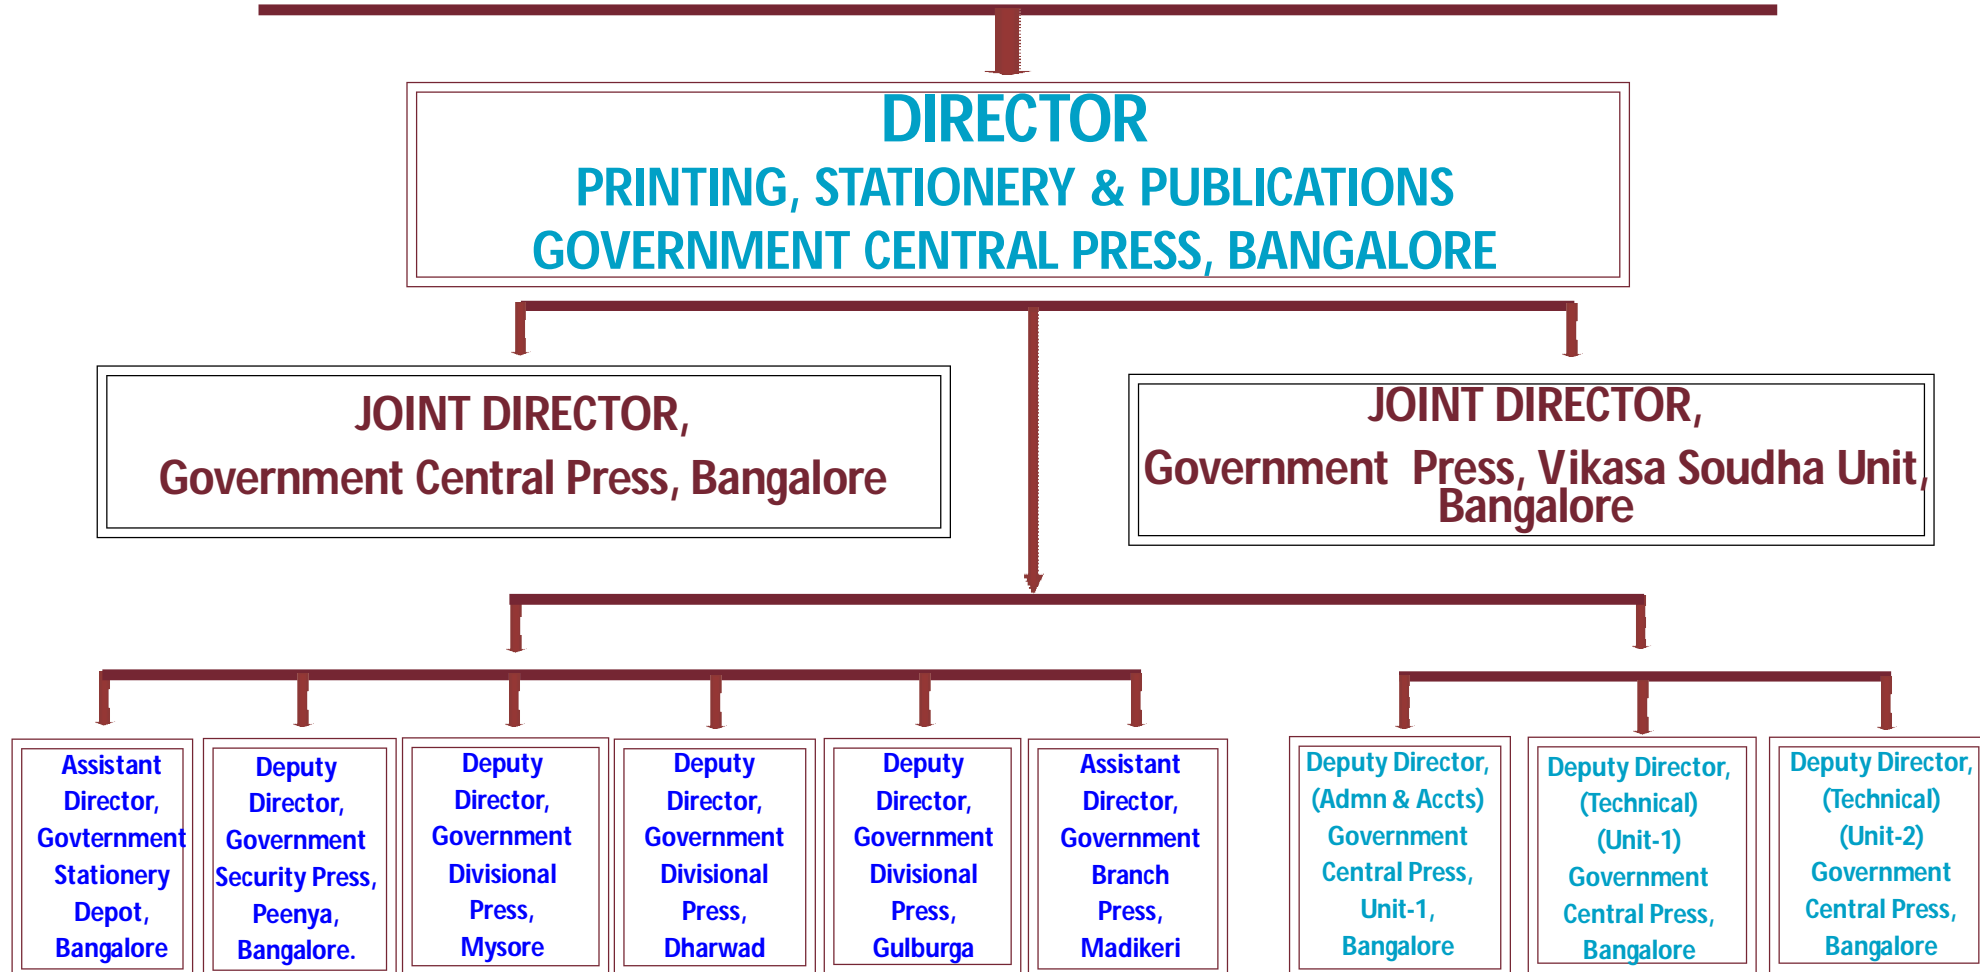 DIRECTOR
PRINTING, STATIONERY & PUBLICATIONS
GOVERNMENT CENTRAL PRESS, BANGALORE
JOINT DIRECTOR,
Government Central Press, Bangalore
JOINT DIRECTOR,
Government Press, Vikasa Soudha Unit,
Bangalore
Assistant
Director,
Govternment
Stationery
Depot,
Bangalore
Deputy
Director,
Government
Security Press,
Peenya,
Bangalore.
Deputy
Director,
Government
Divisional
Press,
Mysore
Deputy
Director,
Government
Divisional
Press,
Dharwad
Deputy
Director,
Government
Divisional
Press,
Gulburga
Assistant
Director,
Government
Branch
Press,
Madikeri
Deputy Director,
(Admn & Accts)
Government
Central Press,
Unit-1,
Bangalore
Deputy Director,
(Technical)
(Unit-1)
Government
Central Press,
Bangalore
Deputy Director,
(Technical)
(Unit-2)
Government
Central Press,
Bangalore